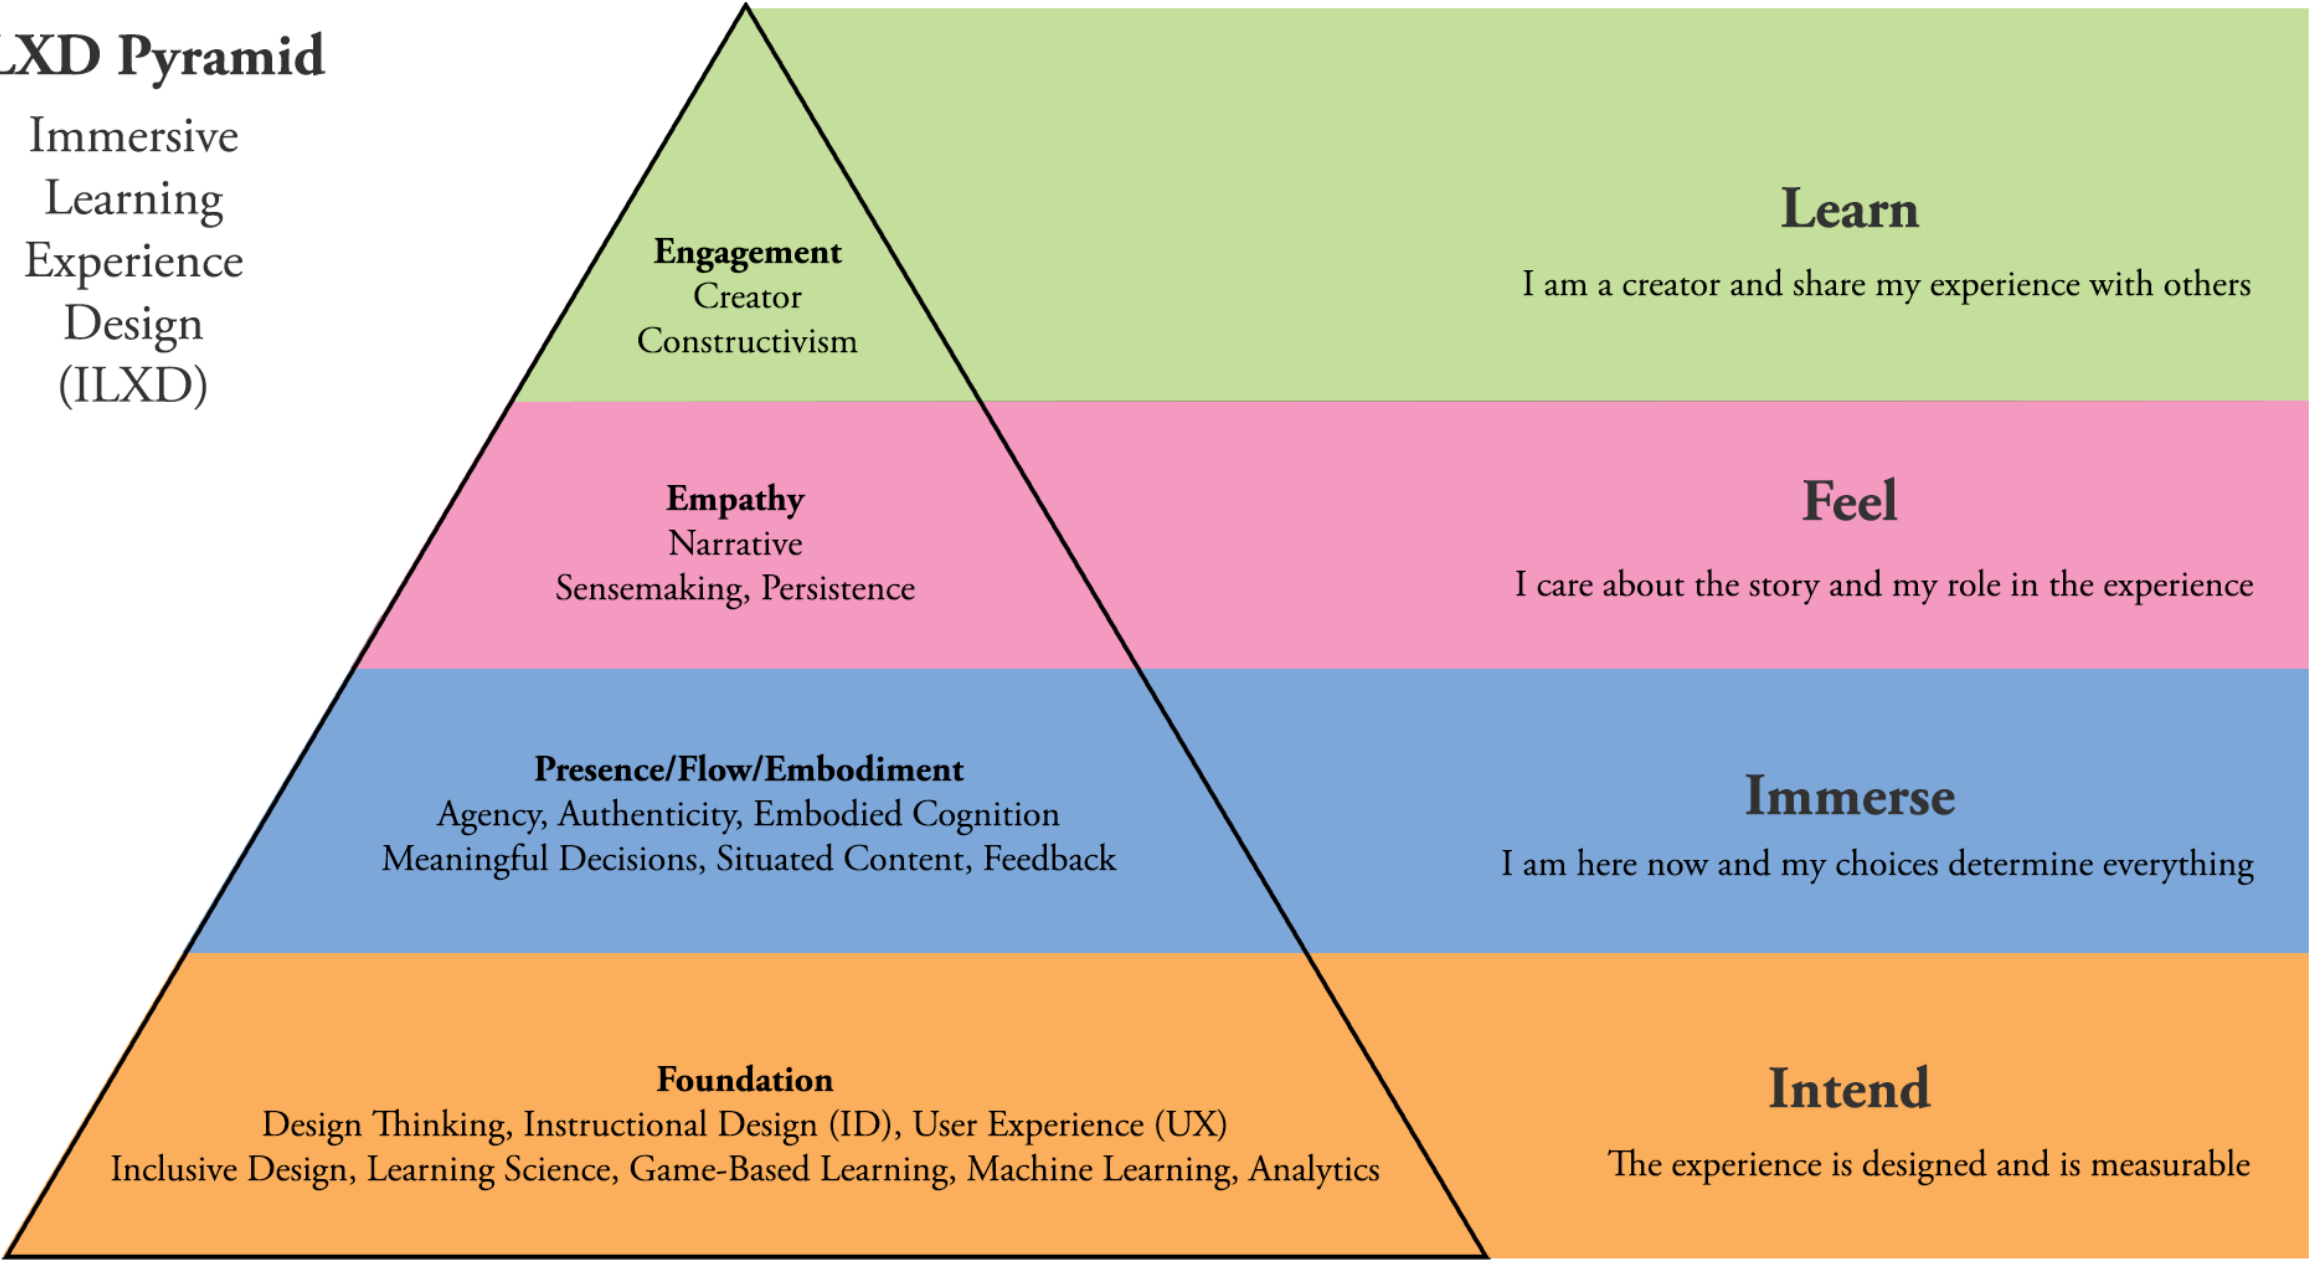 LXD Pyramid
Immersive
Learning
Experience
Design
(ILXD)
Engagement
Creator
Constructivism
Learn
I am a creator and share my experience with others
Empathy
Narrative
Sensemaking, Persistence
Feel
I care about the story and my role in the experience
Presence/Flow/Embodiment
Agency, Authenticity, Embodied Cognition
Meaningful Decisions, Situated Content, Feedback
Immerse
I am here now and my choices determine everything
Foundation
Design Thinking, Instructional Design (ID), User Experience (UX)
Inclusive Design, Learning Science, Game-Based Learning, Machine Learning, Analytics
Intend
The experience is designed and is measurable